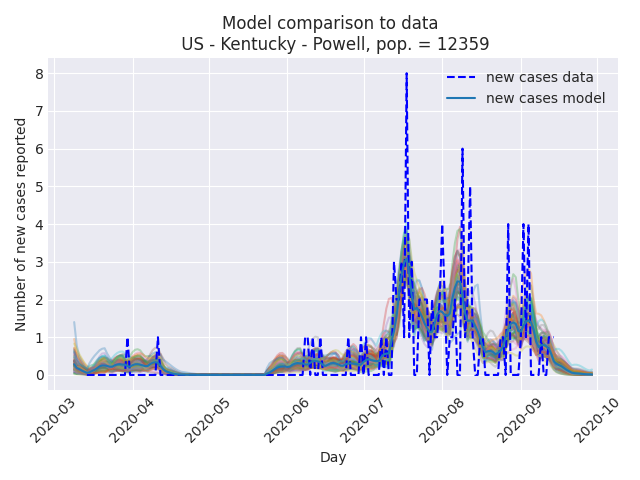 Model comparison to data
US - Kentucky - Powell, pop. = 12359
new cases data
new cases model
Number of new cases reported
8
7
6
5
4
3
2
1
0
2020-03
2020-04
2020-05
2020-06
2020-07
2020-08
2020-09
2020-10
Day